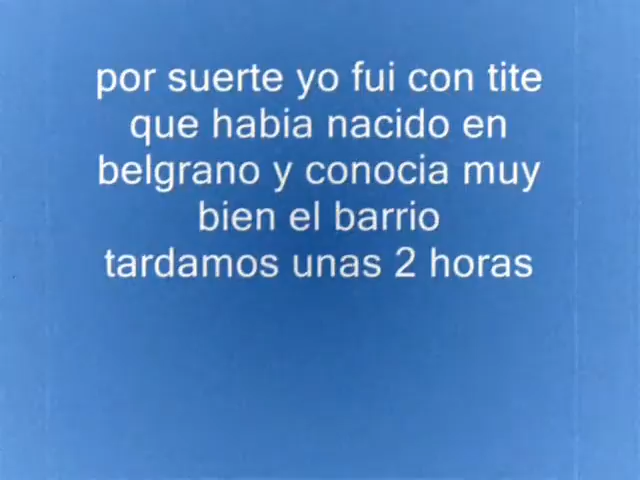 por suerte yo fui con tite
que habia nacido en
belgrano y conocia muy
bien el barrio
tardamos unas 2 horas